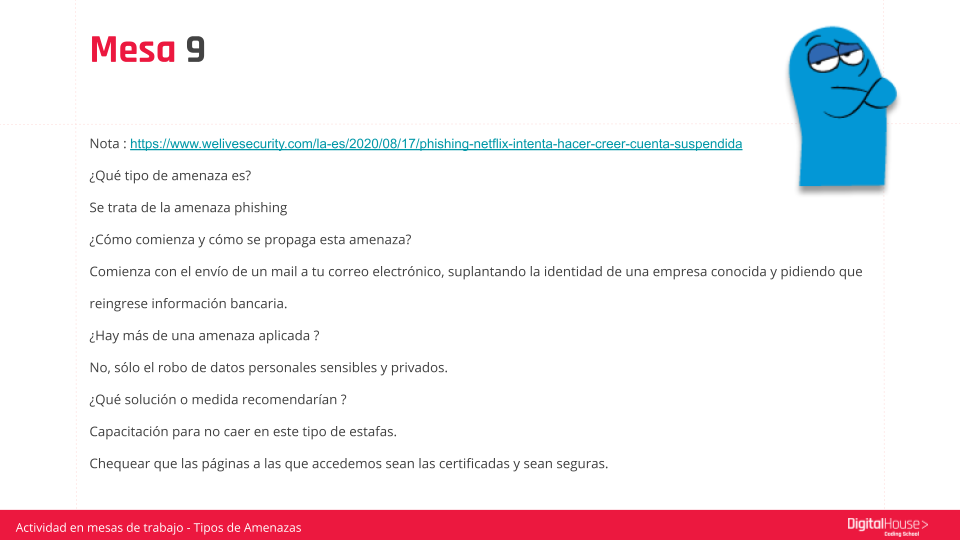 Mesa 9
Nota : https://www.welivesecurity.com/la-es/2020/08/17/phishing-netflix-intenta-hacer-creer-cuenta-suspendida
¿Qué tipo de amenaza es?
Se trata de la amenaza phishing
¿Cómo comienza y cómo se propaga esta amenaza?
Comienza con el envío de un mail a tu correo electrónico, suplantando la identidad de una empresa conocida y pidiendo que
reingrese información bancaria.
¿Hay más de una amenaza aplicada ?
No, sólo el robo de datos personales sensibles y privados.
¿Qué solución o medida recomendarían ?
Capacitación para no caer en este tipo de estafas.
Chequear que las páginas a las que accedemos sean las certificadas y sean seguras.
Actividad en mesas de trabajo - Tipos de Amenazas
DigitalHouse>
Coding School